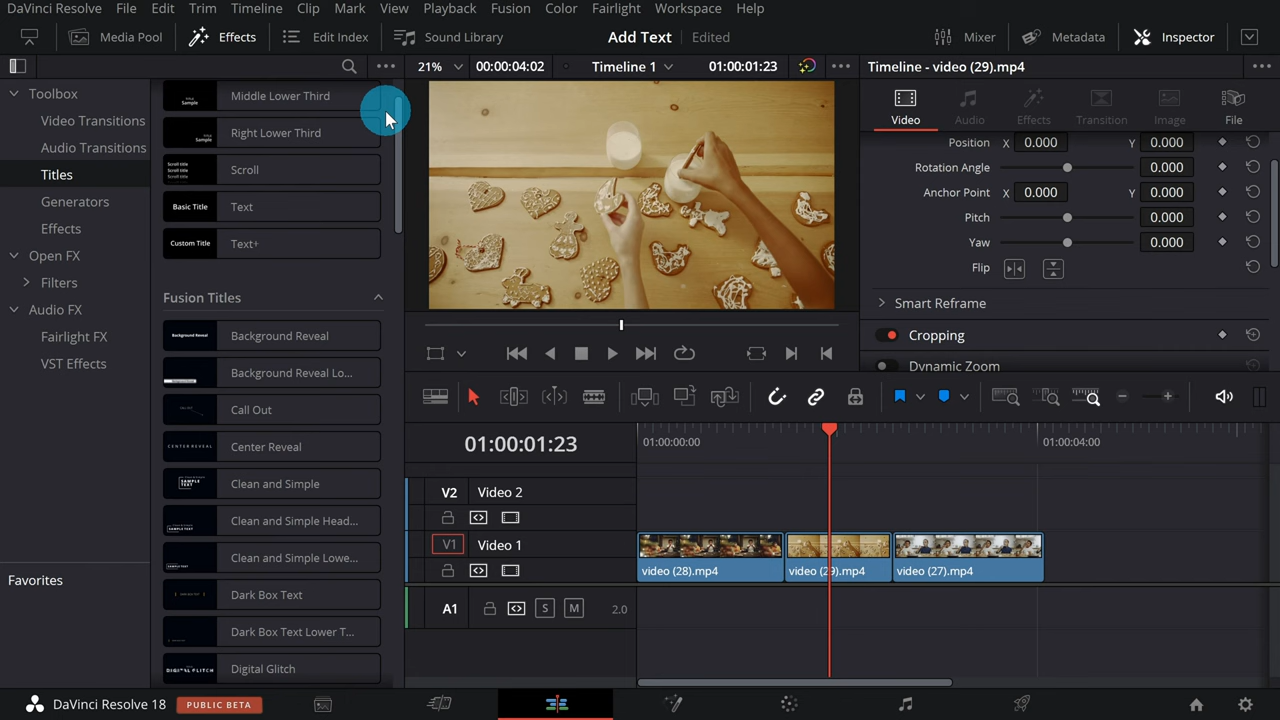 DaVinci Resolve File Edit Trim Timeline Clip Mark View Playback Fusion Color Fairlight Workspace Help
Media Pool Effects Edit Index Sound Library Add Text Edited Mixer Metadata Inspector
21% 00:00:04:02 Timeline 1 01:00:01:23 Timeline - video (29).mp4
Toolbox
Video Transitions
Audio Transitions
Titles
Generators
Effects
Open FX
Filters
Audio FX
Fairlight FX
VST Effects
Favorites
Middle Lower Third
Right Lower Third
Scroll
Basic Title Text
Custom Title Text+
Fusion Titles
Background Reveal Background Reveal
Background Reveal Lo...
Call Out
CENTER REVEAL Center Reveal
SAMPLE TEXT Clean and Simple
Clean and Simple Head...
Clean and Simple Lowe...
Dark Box Text
Dark Box Text Lower T...
Digital Glitch
Video Audio Effects Transition Image File
Position X 0.000 Y 0.000
Rotation Angle 0.000
Anchor Point X 0.000 Y 0.000
Pitch 0.000
Yaw 0.000
Flip
Smart Reframe
Cropping
Dynamic Zoom
01:00:01:23
01:00:00:00 01:00:04:00
V2 Video 2
V1 Video 1
video (28).mp4 video (29).mp4 video (27).mp4
A1 S M 2.0
DaVinci Resolve 18 PUBLIC BETA